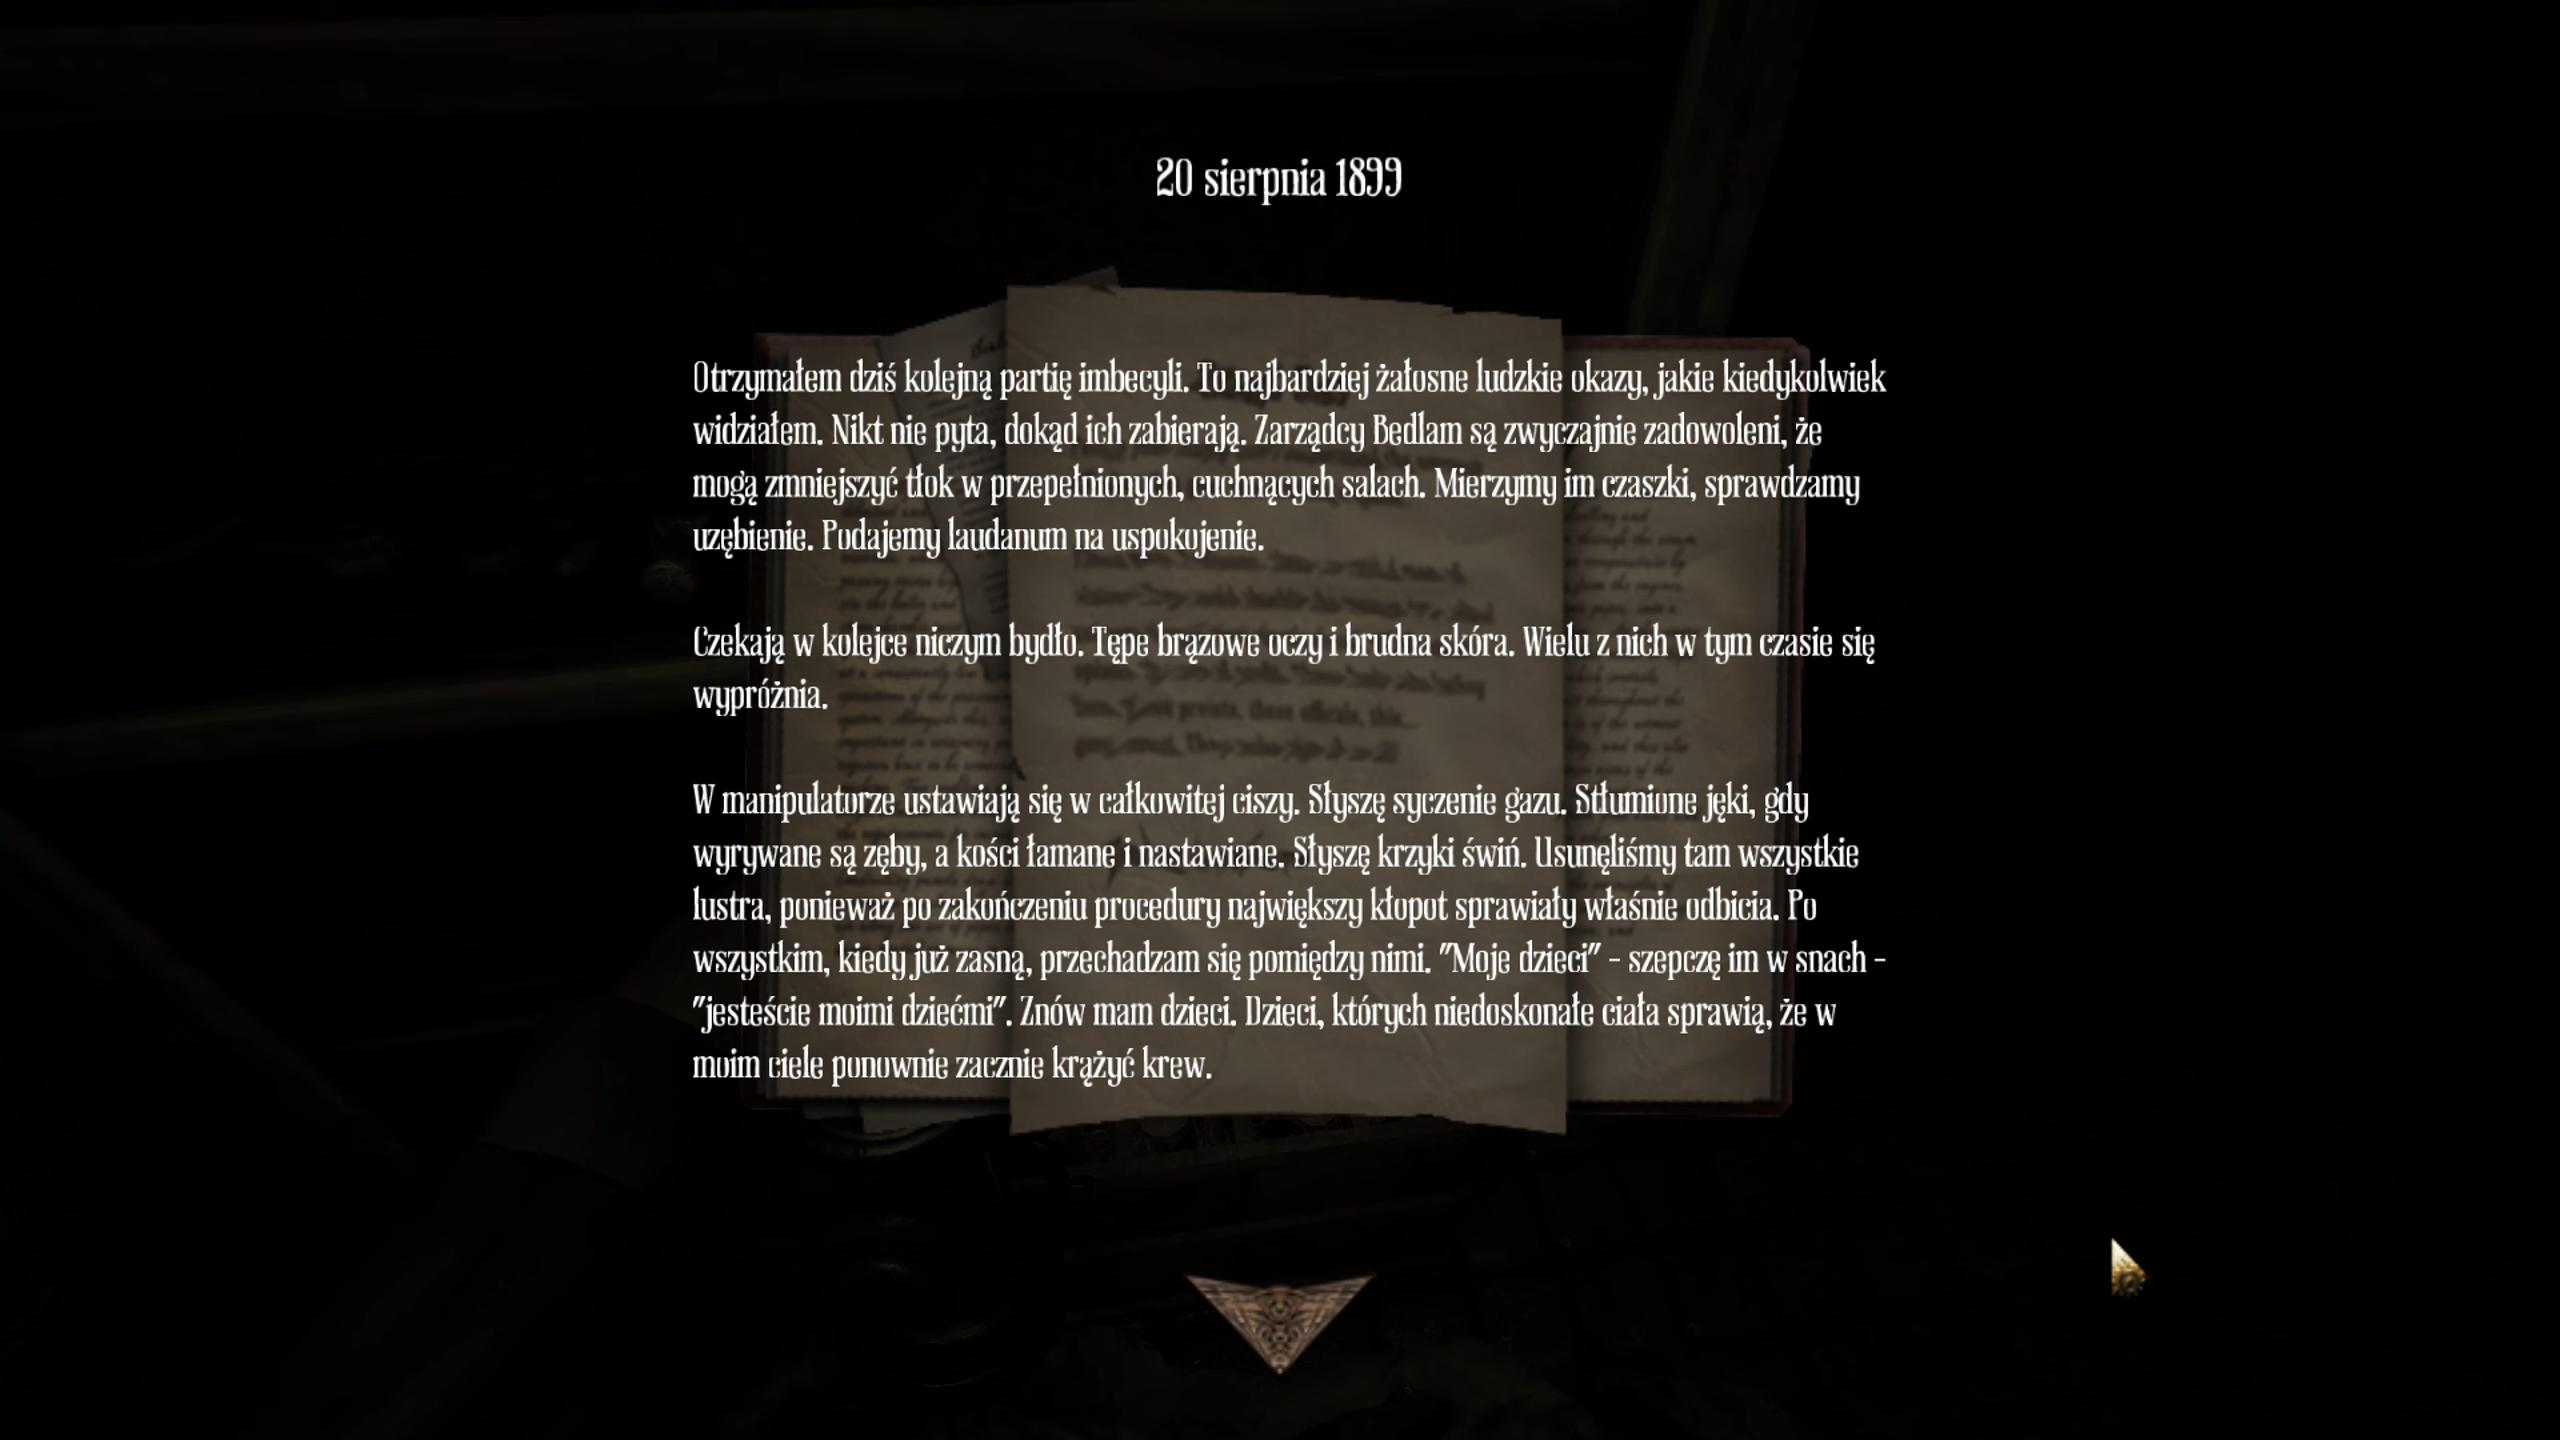 20 sierpnia 1899
Otrzymałem dziś kolejną partię imbecyli. To najbardziej żałosne ludzkie okazy, jakie kiedykolwiek
widziałem. Nikt nie pyta, dokąd ich zabierają. Zarządcy Bedlam są zwyczajnie zadowoleni, że
mogą zmniejszyć tłok w przepełnionych, cuchnących salach. Mierzymy im czaszki, sprawdzamy
uzębienie. Podajemy laudanum na uspokojenie.
Czekają w kolejce niczym bydło. Tępe brązowe oczy i brudna skóra. Wielu z nich w tym czasie się
wypróżnia.
W manipulatorze ustawiają się w całkowitej ciszy. Słyszę syczenie gazu. Stłumione jęki, gdy
wyrywane są zęby, a kości łamane i nastawiane. Słyszę krzyki świń. Usunęliśmy tam wszystkie
lustra, ponieważ po zakończeniu procedury największy kłopot sprawiały właśnie odbicia. Po
wszystkim, kiedy już zasną, przechadzam się pomiędzy nimi. "Moje dzieci" - szepczę im w snach -
"jesteście moimi dziećmi". Znów mam dzieci. Dzieci, których niedoskonałe ciała sprawią, że w
moim ciele ponownie zacznie krążyć krew.